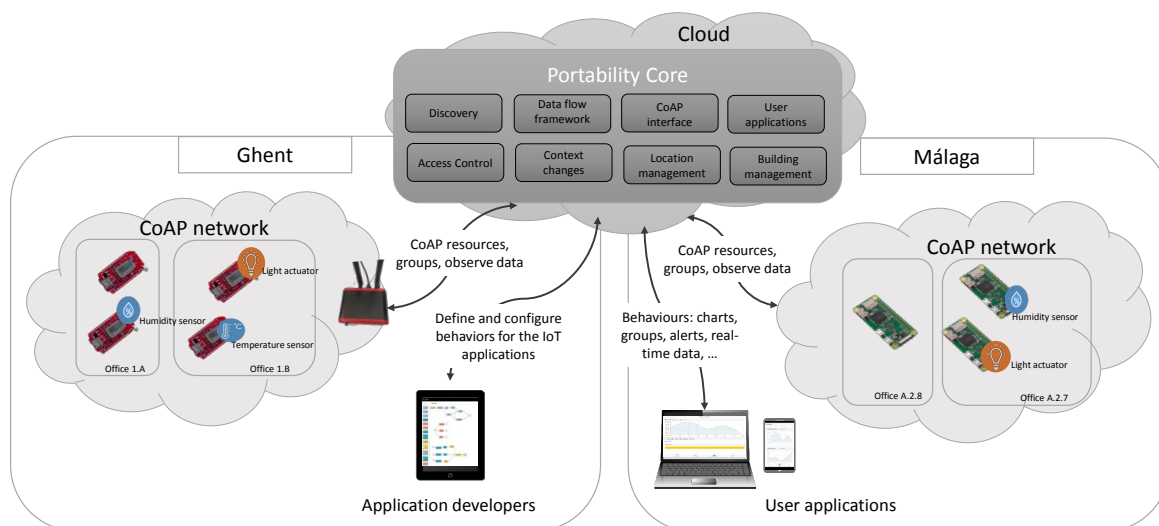 Cloud
Portability Core
Discovery
Data flow
framework
CoAP
interface
User
applications
Access Control
Context
changes
Location
management
Building
management
Ghent
CoAP network
Light actuator
Humidity sensor
Temperature sensor
Office 1.A
Office 1.B
CoAP resources,
groups, observe data
Define and configure
behaviors for the IoT
applications
Application developers
Málaga
CoAP resources,
groups, observe data
Behaviours: charts,
groups, alerts, real-
time data, ...
User applications
CoAP network
Humidity sensor
Light actuator
Office A.2.8
Office A.2.7
°C